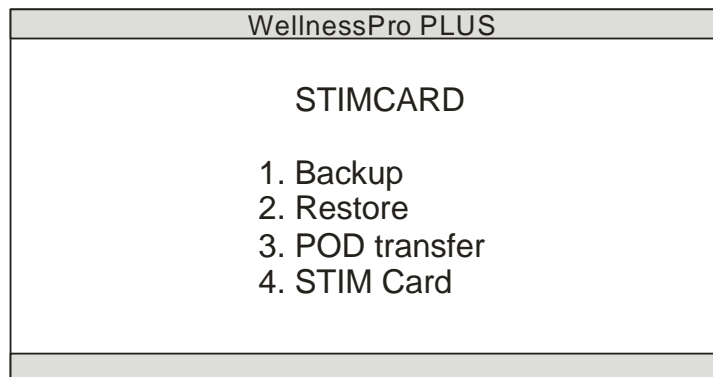 WellnessPro PLUS
STIMCARD
1. Backup
2. Restore
3. POD transfer
4. STIM Card